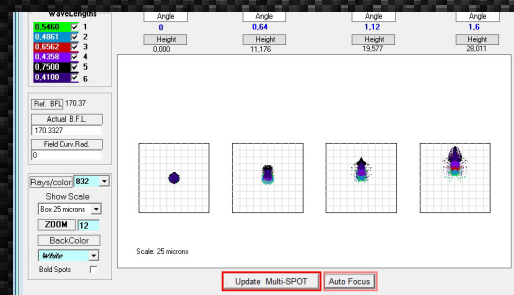 WaveLengths
0,5460 1
0,4861 2
0,6562 3
0,4358 4
0,7500 5
0,4100 6
Ref. BFL 170.37
Actual B.F.L
170.3327
Field Curv.Rad.
0
Rays/color 832
Show Scale
Box 25 microns
ZOOM 12
BackColor
White
Bold Spots
Angle Angle Angle Angle
0 0,64 1,12 1,6
Height Height Height Height
0,000 11,176 19,577 28,011
Scale: 25 microns
Update Multi-SPOT Auto Focus